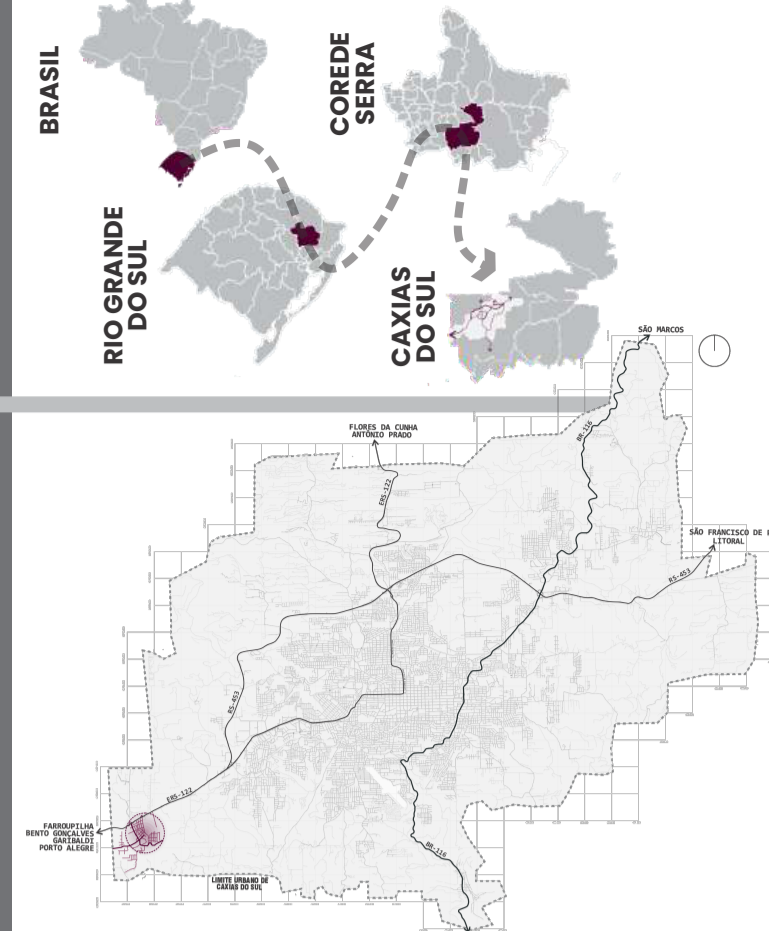 BRASIL
COREDE
SERRA
RIO GRANDE
DO SUL
CAXIAS
DO SUL
SÃO MARCOS
FLORES DA CUNHA
ANTÔNIO PRADO
BR-116
ERS-122
SÃO FRANCISCO DE
LITORAL
RS-453
RS-453
ERS-122
FARROUPILHA
BENTO GONÇALVES
GARIBALDI
PORTO ALEGRE
BR-116
LIMITE URBANO DE
CAXIAS DO SUL